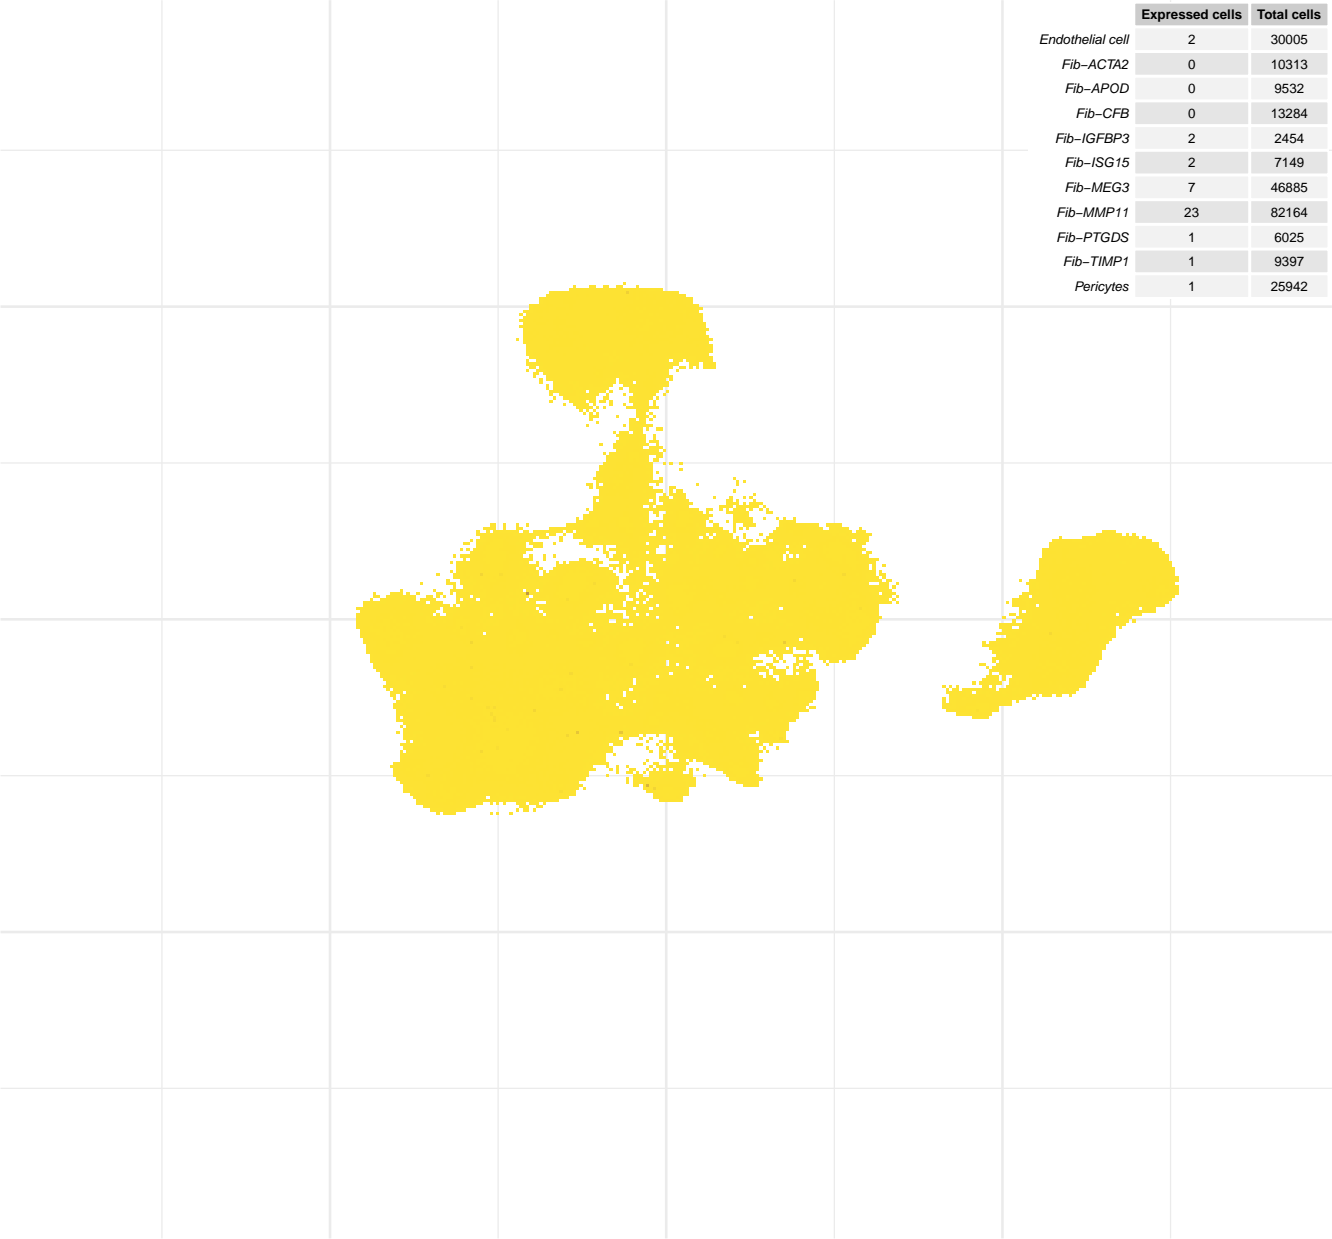 Expressed cells Total cells
Endothelial cell 2 30005
Fib−ACTA2 0 10313
Fib−APOD 0 9532
Fib−CFB 0 13284
Fib−IGFBP3 2 2454
Fib−ISG15 2 7149
Fib−MEG3 7 46885
Fib−MMP11 23 82164
Fib−PTGDS 1 6025
Fib−TIMP1 1 9397
Pericytes 1 25942